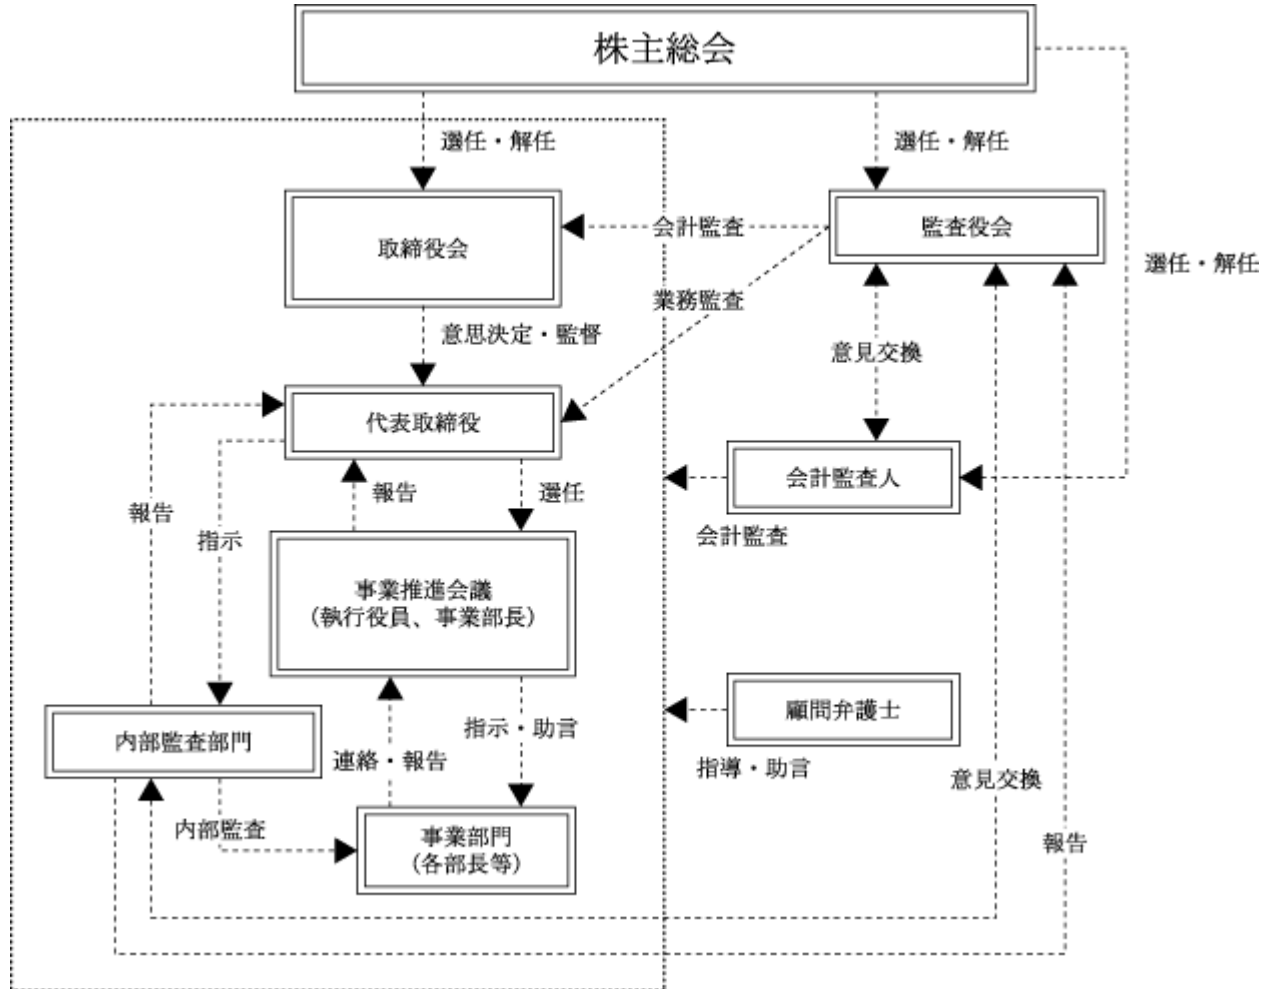 株主総会
選任・解任
選任・解任
取締役会
会計監査
監査役会
選任・解任
業務監査
意思決定・監督
意見交換
代表取締役
報告
選任
会計監査人
報告
指示
会計監査
事業推進会議
(執行役員、事業部長)
内部監査部門
指示・助言
顧問弁護士
連絡・報告
指導・助言
意見交換
内部監査
事業部門
(各部長等)
報告